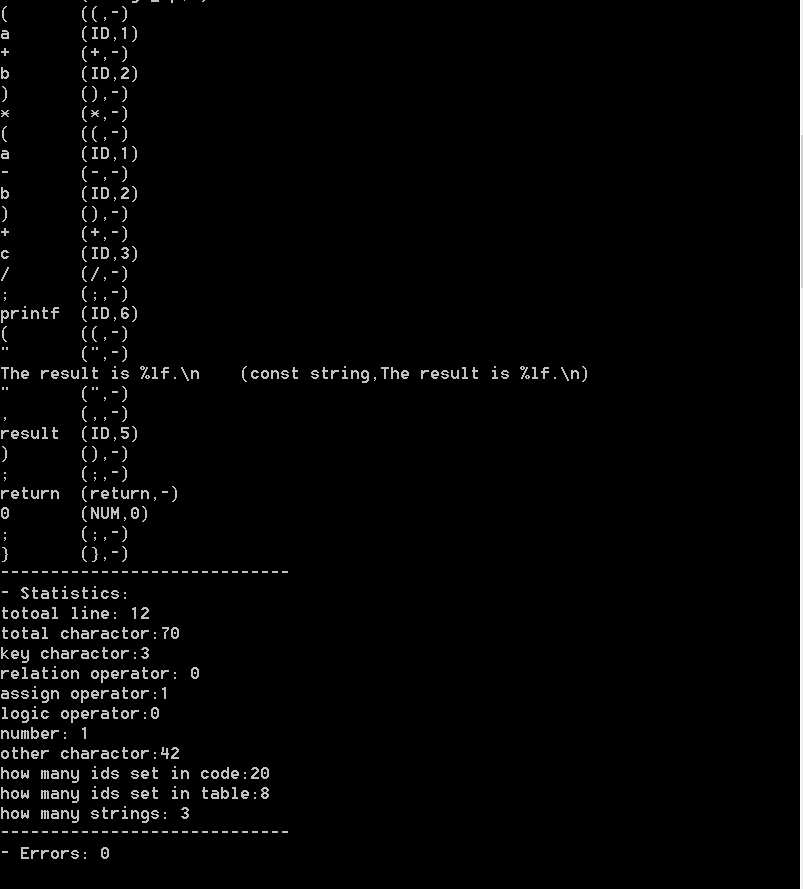 (       ((,-)
a       (ID,1)
+       (+,-)
b       (ID,2)
)       (),-)
*       (*,-)
(       ((,-)
a       (ID,1)
-       (-,-)
b       (ID,2)
)       (),-)
+       (+,-)
c       (ID,3)
/       (/,-)
;       (;,-)
printf  (ID,6)
(       ((,-)
"       (",-)
The result is %lf.\n    (const string,The result is %lf.\n)
"       (",-)
,       (,,-)
result  (ID,5)
)       (),-)
;       (;,-)
return  (return,-)
0       (NUM,0)
;       (;,-)
}       (},-)
-----------------------------
- Statistics:
totoal line: 12
total charactor:70
key charactor:3
relation operator: 0
assign operator:1
logic operator:0
number: 1
other charactor:42
how many ids set in code:20
how many ids set in table:8
how many strings: 3
-----------------------------
- Errors: 0